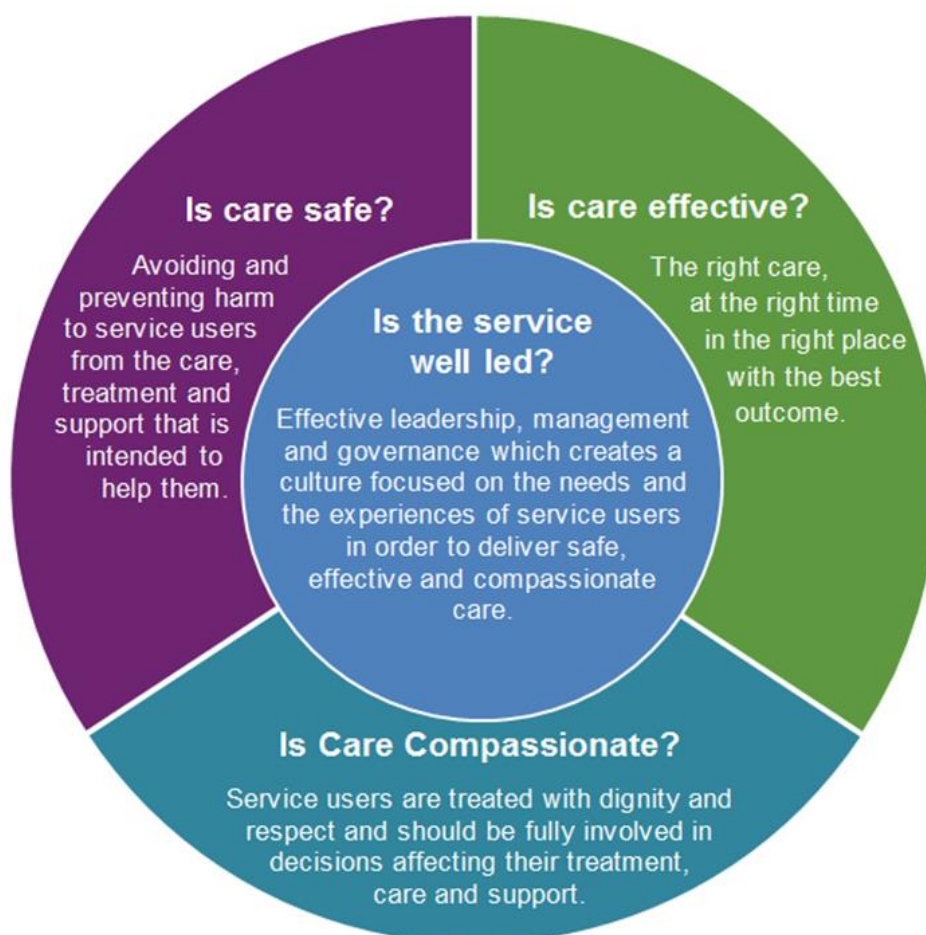 Is care safe?
Avoiding and
preventing harm
to service users
from the care,
treatment and
support that is
intended to
help them.
Is care effective?
The right care,
at the right time
in the right place
with the best
outcome.
Is the service
well led?
Effective leadership, management
and governance which creates a
culture focused on the needs and
the experiences of service users
in order to deliver safe,
effective and compassionate
care.
Is Care Compassionate?
Service users are treated with dignity and
respect and should be fully involved in
decisions affecting their treatment,
care and support.